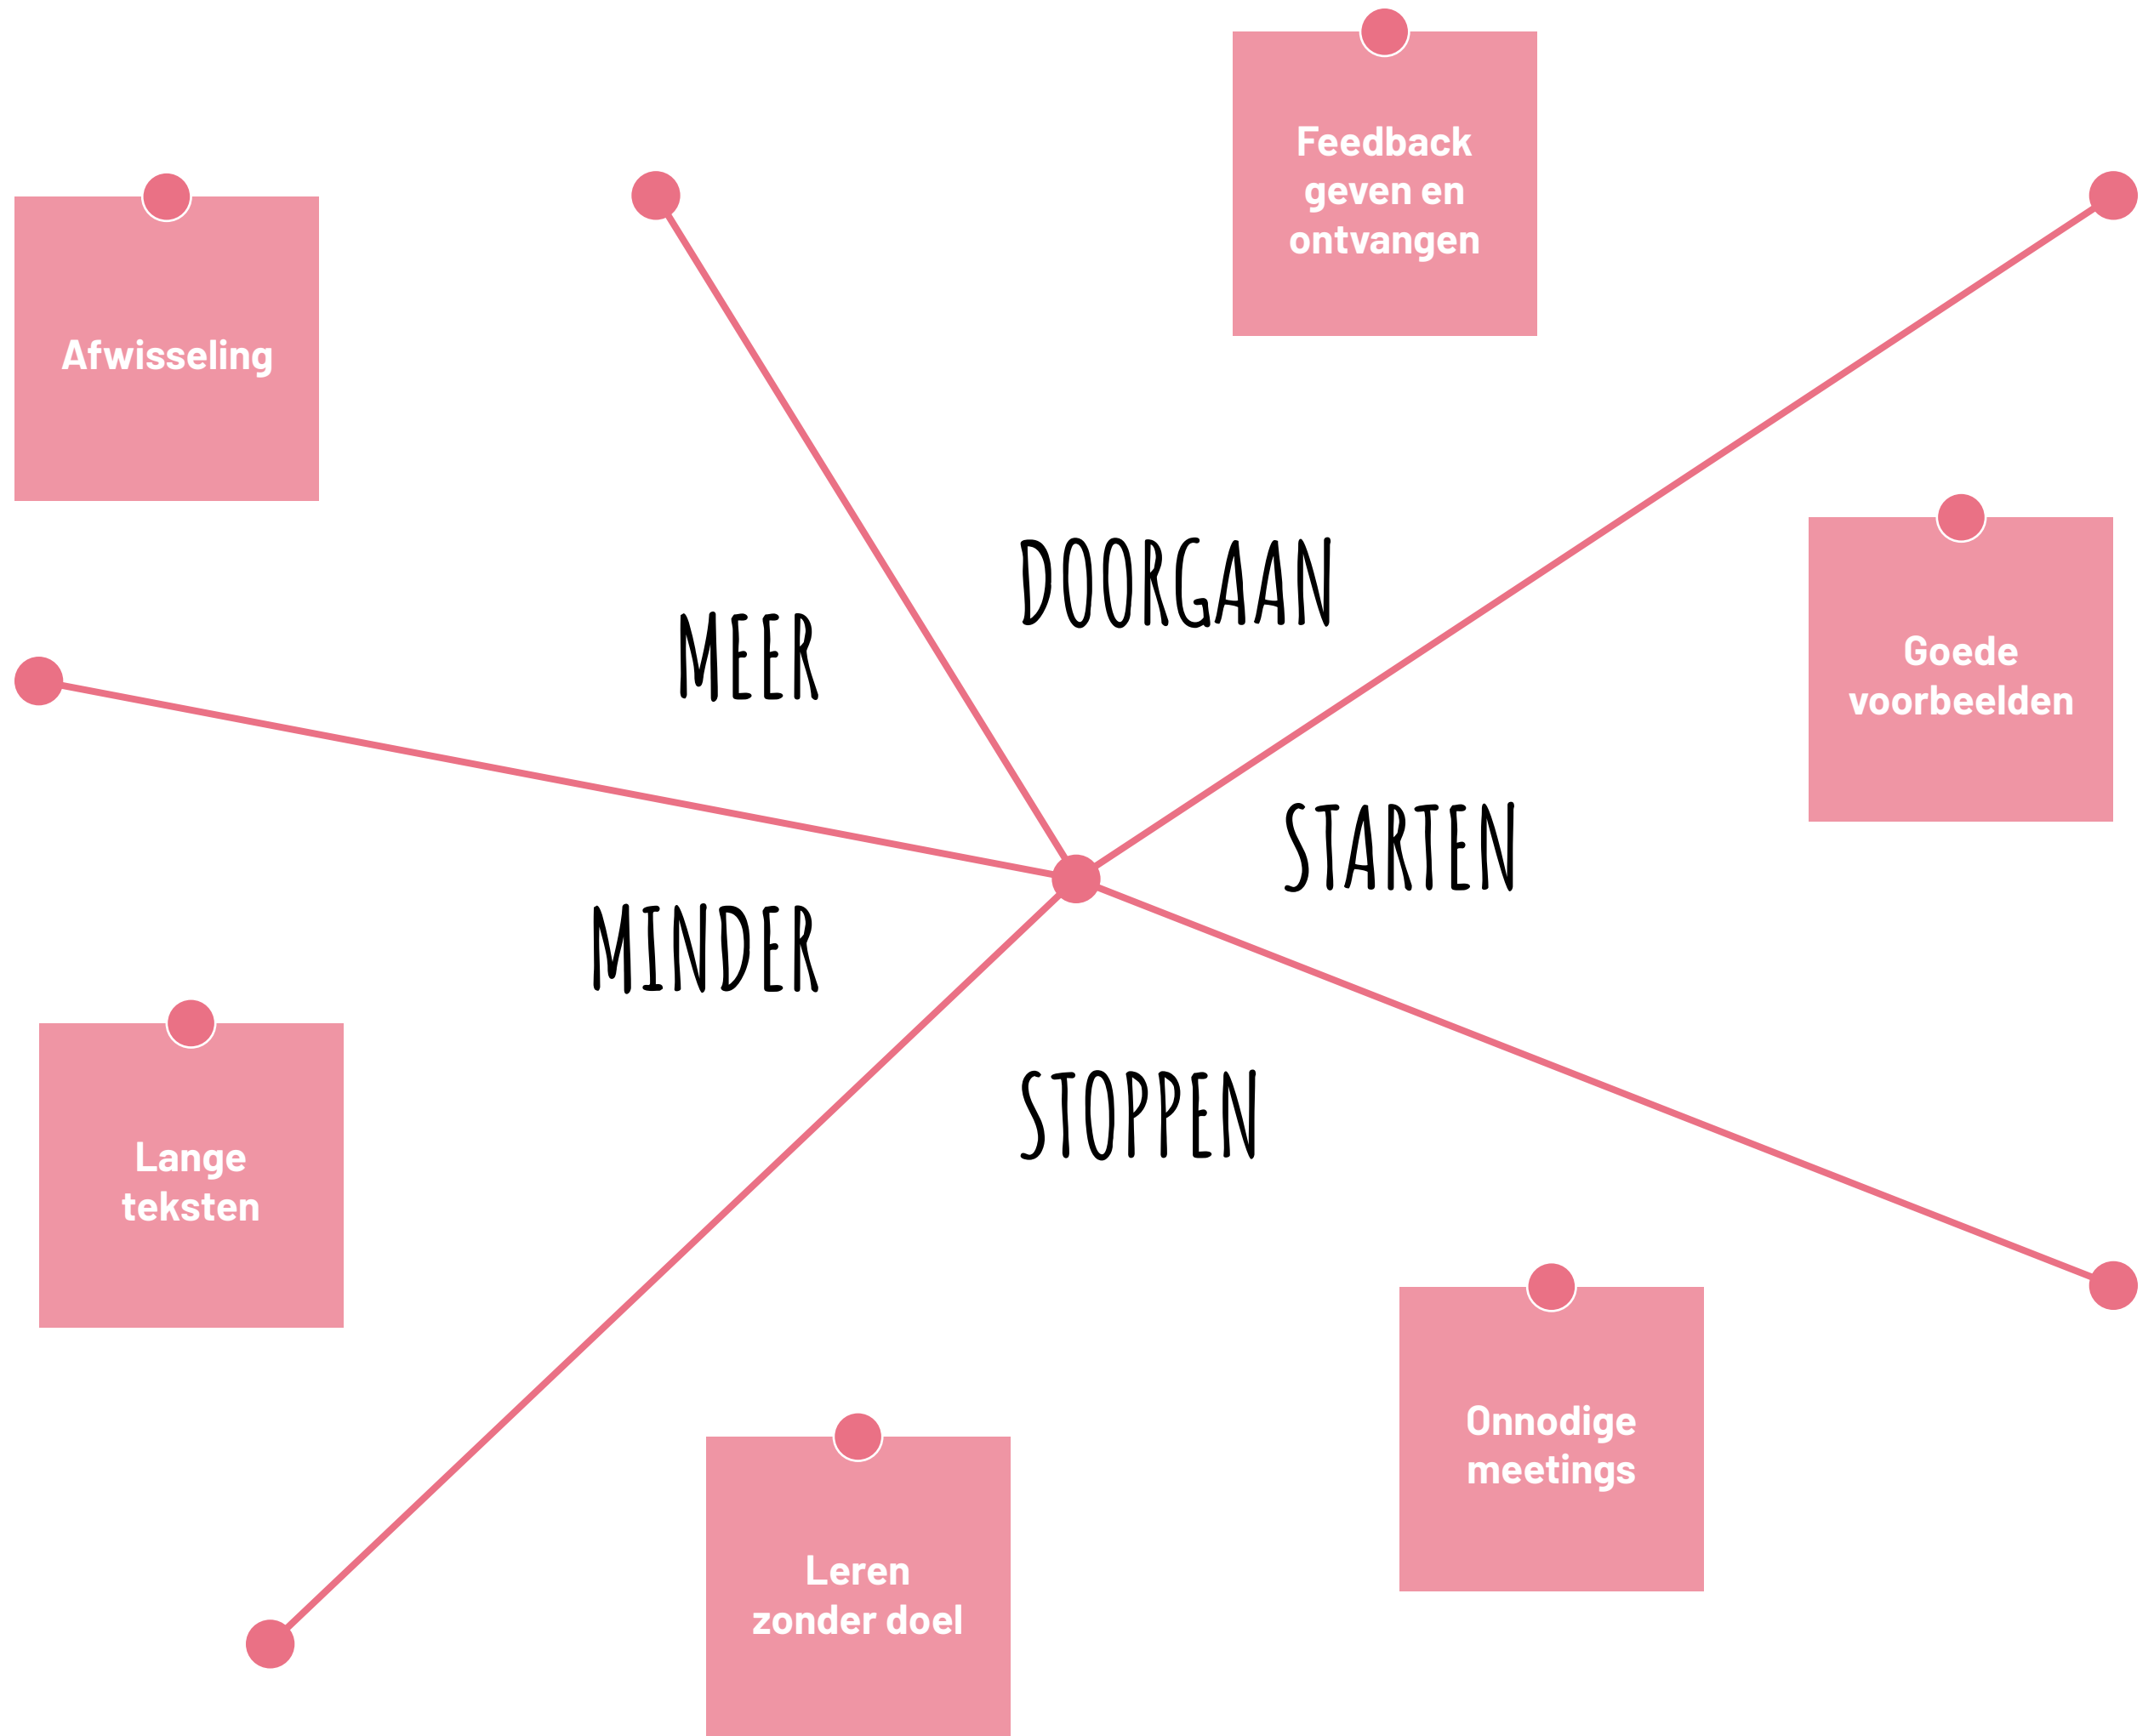 Feedback
geven en
ontvangen
Afwisseling
DOORGAAN
MEER
Goede
voorbeelden
STARTEN
MINDER
Lange
teksten
STOPPEN
Onnodige
meetings
Leren
zonder doel